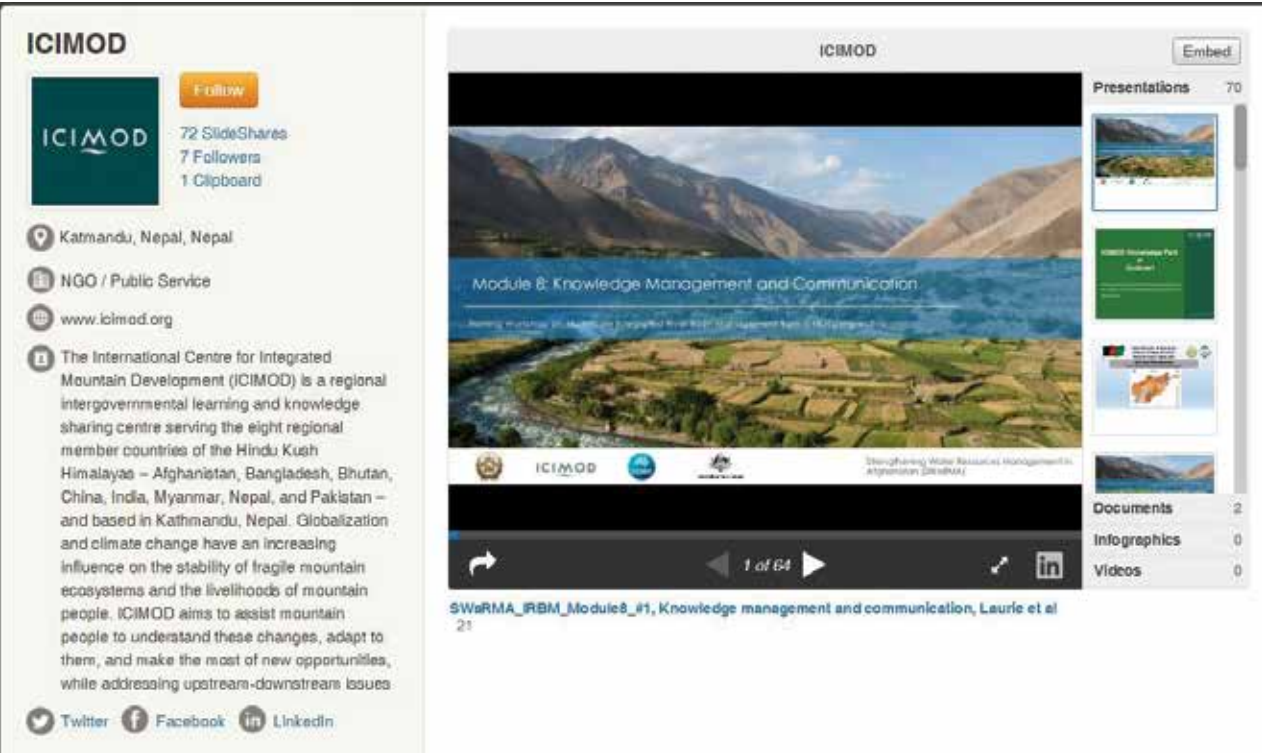 ICIMOD
ICIMOD
Follow
72 SlideShares
7 Followers
1 Clipboard
Katmandu, Nepal, Nepal
NGO / Public Service
www.icimod.org
The International Centre for Integrated
Mountain Development (ICIMOD) is a regional
intergovernmental learning and knowledge
sharing centre serving the eight regional
member countries of the Hindu Kush
Himalayas – Afghanistan, Bangladesh, Bhutan,
China, India, Myanmar, Nepal, and Pakistan –
and based in Kathmandu, Nepal. Globalization
and climate change have an increasing
influence on the stability of fragile mountain
ecosystems and the livelihoods of mountain
people. ICIMOD aims to assist mountain
people to understand these changes, adapt to
them, and make the most of new opportunities,
while addressing upstream-downstream issues
Twitter
Facebook
in LinkedIn
ICIMOD
Embed
Module 8: Knowledge Management and Communication
ICIMOD
Strengthening Water Resources Management in
Afghanistan (SWaRMA)
1 of 64
in
Presentations 70
Documents 2
Infographics 0
Videos 0
SWaRMA_IRBM_Module8_#1, Knowledge management and communication, Laurie et al
21